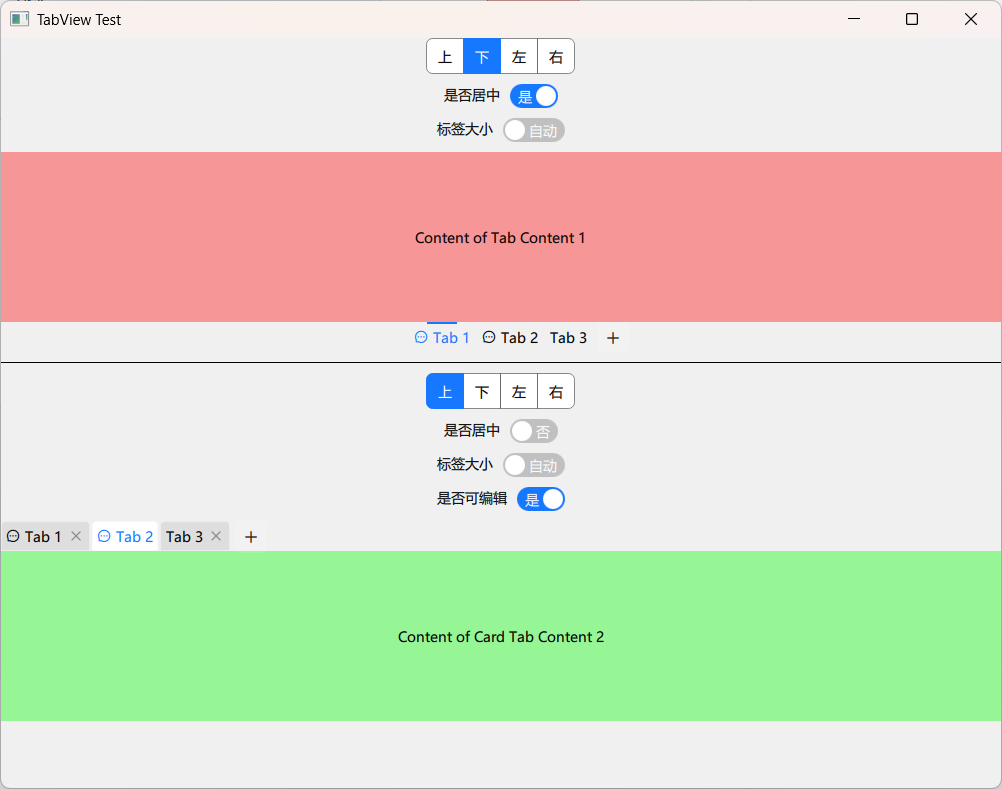 TabView Test
上 下 左 右
是否居中 是
标签大小 自动
Content of Tab Content 1
Tab 1 Tab 2 Tab 3 +
上 下 左 右
是否居中 否
标签大小 自动
是否可编辑 是
Tab 1 Tab 2 Tab 3 +
Content of Card Tab Content 2